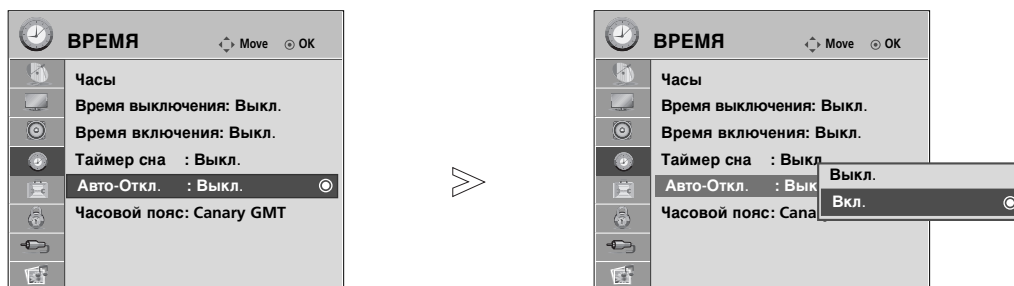 ВРЕМЯ Move OK
Часы
Время выключения: Выкл.
Время включения: Выкл.
Таймер сна : Выкл.
Авто-Откл. : Выкл.
Часовой пояс: Canary GMT
ВРЕМЯ Move OK
Часы
Время выключения: Выкл.
Время включения: Выкл.
Таймер сна : Выкл
Авто-Откл. : Вык
Часовой пояс: Cana
Выкл.
Вкл.